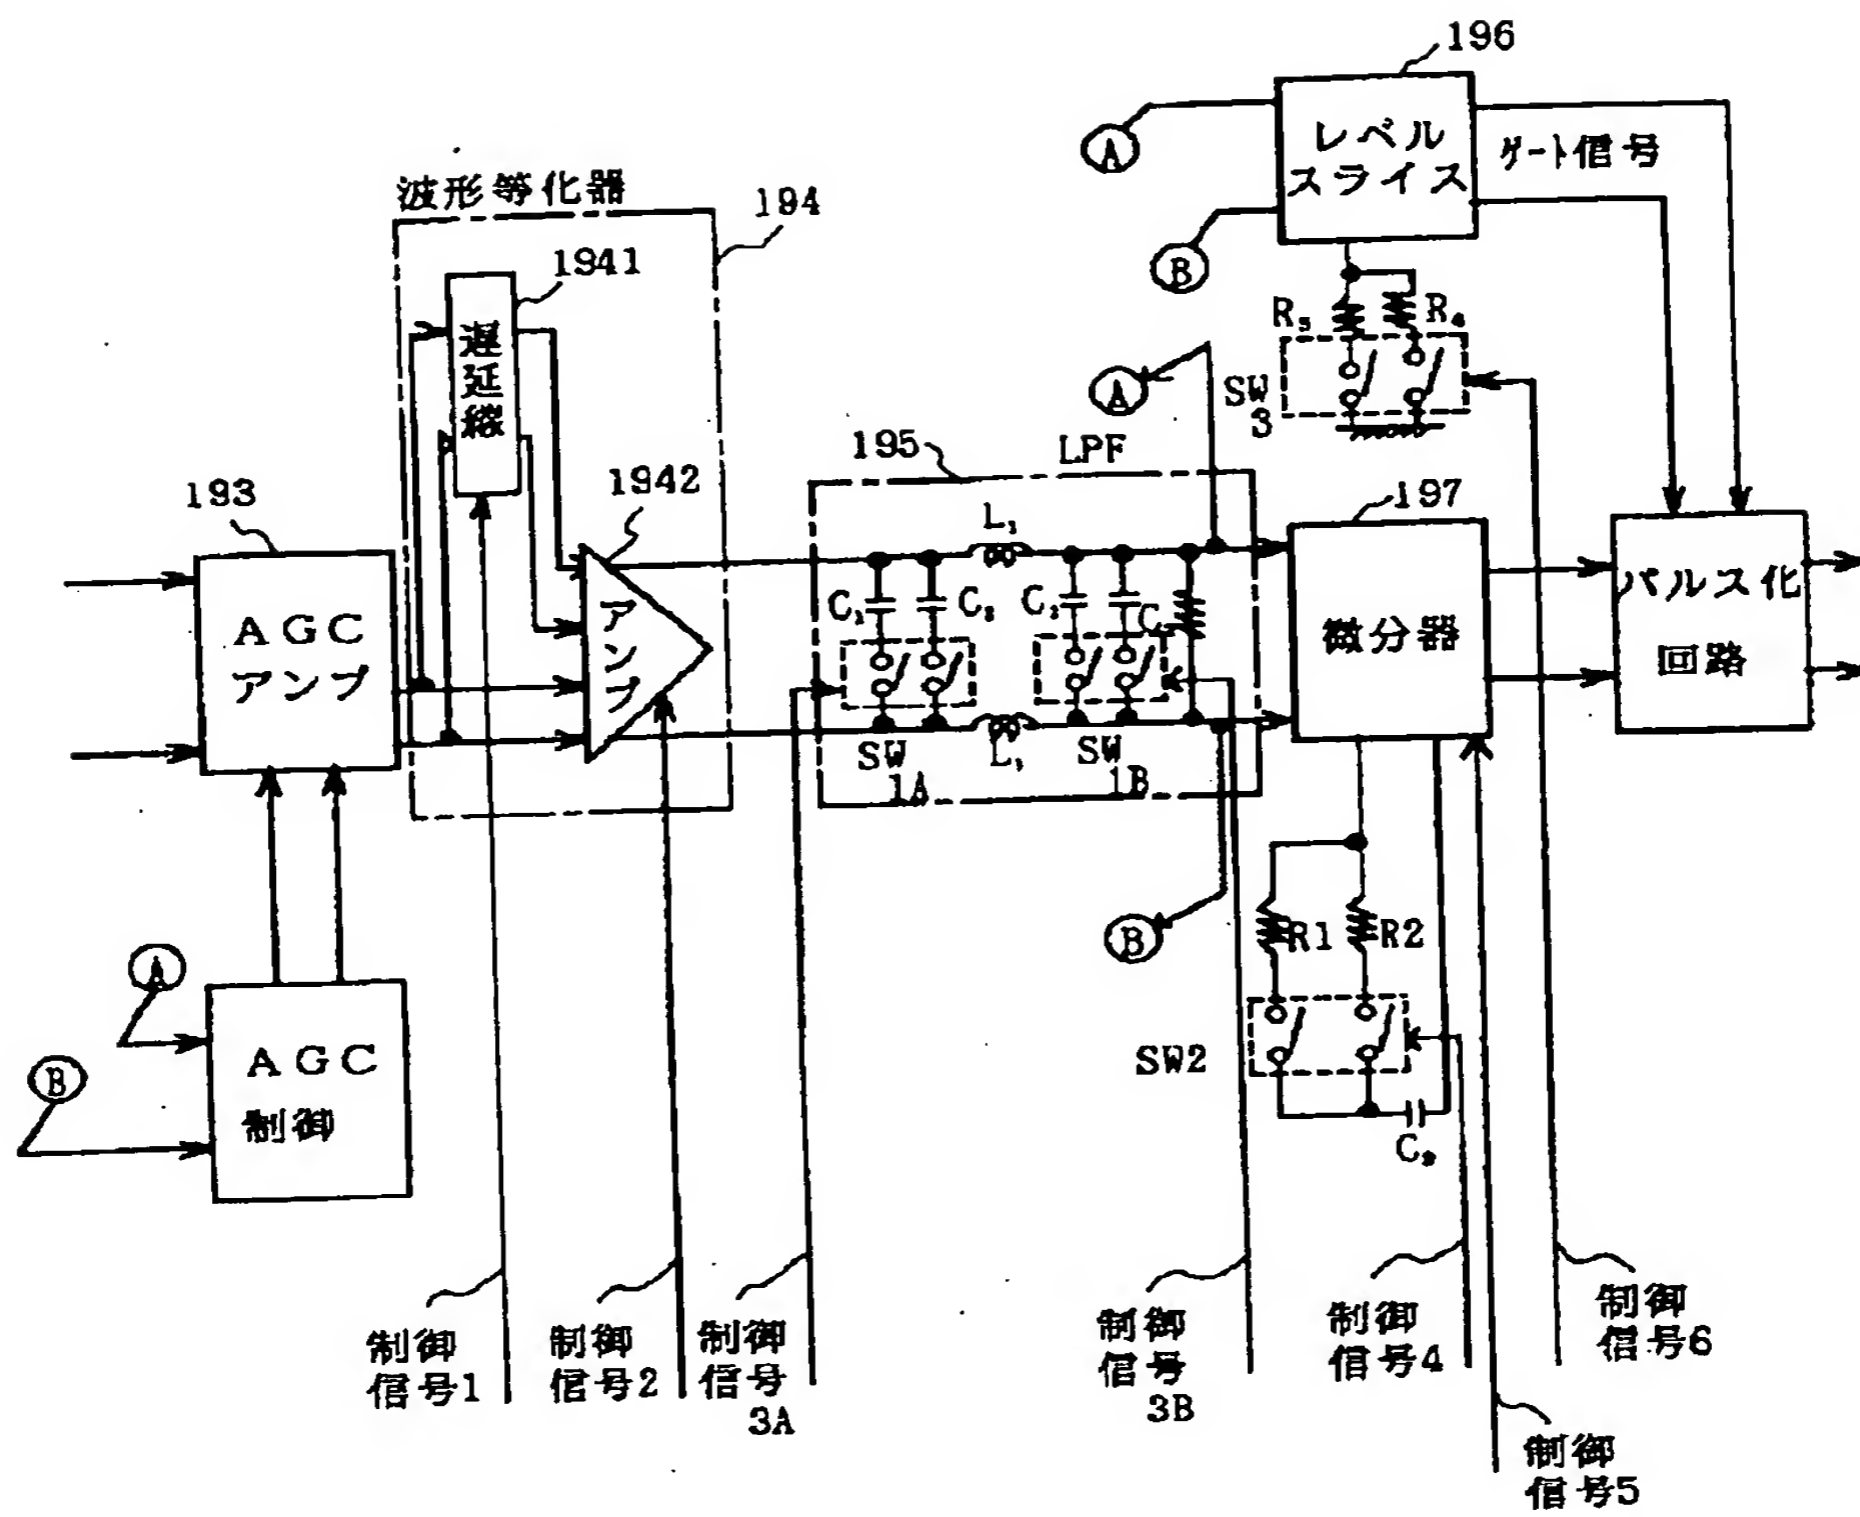 196
レベル
スライス
ゲート信号
A
B
R₄
SW
3
波形等化器
194
1941
遅延線
A
195
LPF
1942
193
L₁
197
AGC
アンプ
アンプ
C₁
C₂
微分器
パルス化
回路
SW
1A
L₁
SW
1B
R1
R2
B
A
B
AGC
制御
SW2
制御
信号1
制御
信号2
制御
信号
3A
制御
信号
3B
制御
信号4
制御
信号6
制御
信号5